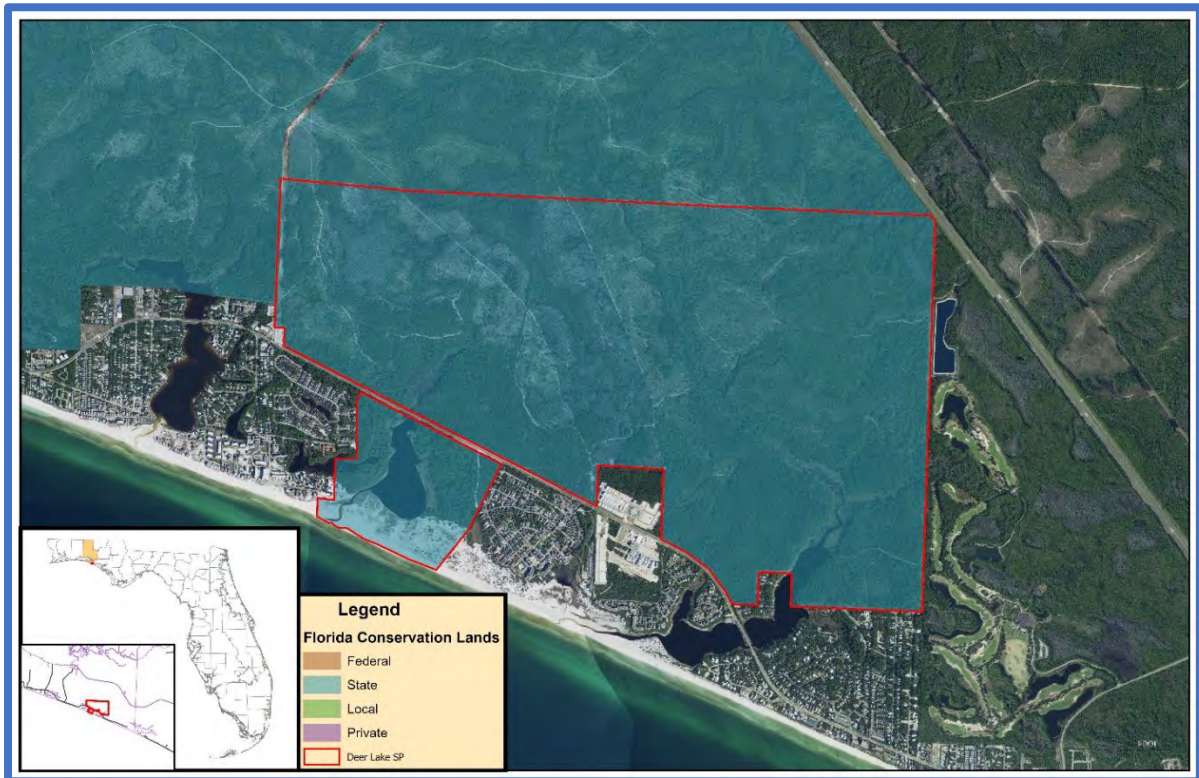 Legend
Florida Conservation Lands
Federal
State
Local
Private
Deer Lake SP